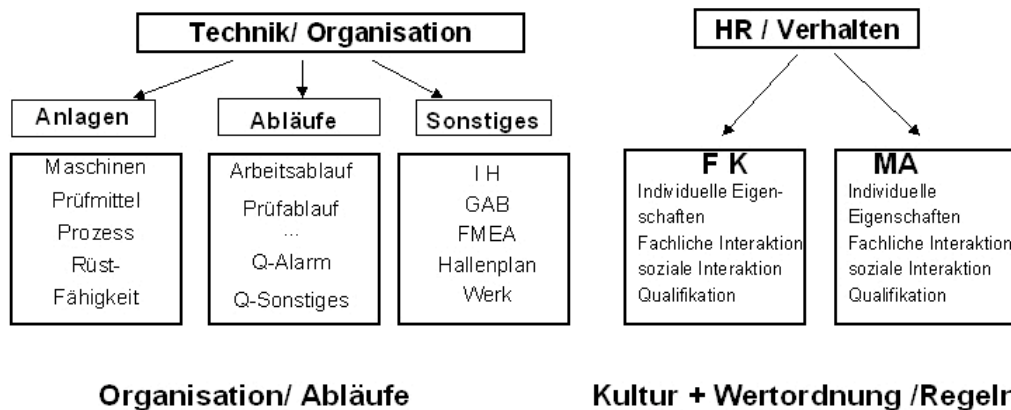 Technik/ Organisation
HR / Verhalten
Anlagen
Abläufe
Sonstiges
Maschinen
Prüfmittel
Prozess
Rüst-
Fähigkeit
Arbeitsablauf
Prüfablauf
...
Q-Alarm
Q-Sonstiges
I H
GAB
FMEA
Hallenplan
Werk
F K
Individuelle Eigen-
schaften
Fachliche Interaktion
soziale Interaktion
Qualifikation
MA
Individuelle
Eigenschaften
Fachliche Interaktion
soziale Interaktion
Qualifikation
Organisation/ Abläufe
Kultur + Wertordnung /Regeln